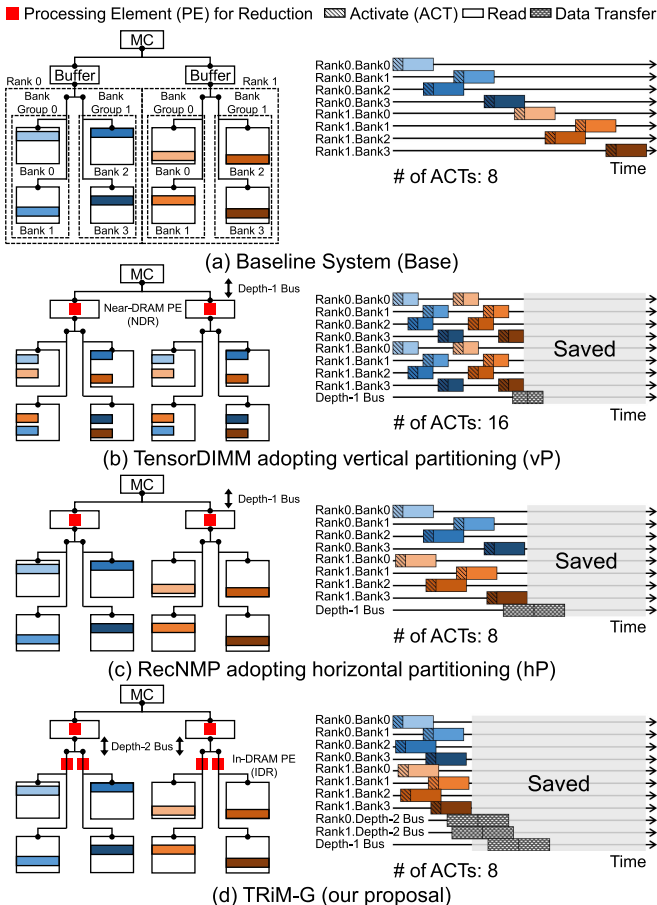 Processing Element (PE) for Reduction Activate (ACT) Read Data Transfer
MC
Buffer Buffer
Rank 0 Rank 1
Bank Group 0 Bank Group 1 Bank Group 0 Bank Group 1
Bank 0 Bank 2 Bank 0 Bank 2
Bank 1 Bank 3 Bank 1 Bank 3
Rank0.Bank0
Rank0.Bank1
Rank0.Bank2
Rank0.Bank3
Rank1.Bank0
Rank1.Bank1
Rank1.Bank2
Rank1.Bank3
Time
# of ACTs: 8
(a) Baseline System (Base)
MC
Depth-1 Bus
Near-DRAM PE
(NDR)
Rank0.Bank0
Rank0.Bank1
Rank0.Bank2
Rank0.Bank3
Rank1.Bank0
Rank1.Bank1
Rank1.Bank2
Rank1.Bank3
Depth-1 Bus
Saved
Time
# of ACTs: 16
(b) TensorDIMM adopting vertical partitioning (vP)
MC
Depth-1 Bus
Rank0.Bank0
Rank0.Bank1
Rank0.Bank2
Rank0.Bank3
Rank1.Bank0
Rank1.Bank1
Rank1.Bank2
Rank1.Bank3
Depth-1 Bus
Saved
Time
# of ACTs: 8
(c) RecNMP adopting horizontal partitioning (hP)
MC
Depth-2 Bus
In-DRAM PE
(IDR)
Rank0.Bank0
Rank0.Bank1
Rank0.Bank2
Rank0.Bank3
Rank1.Bank0
Rank1.Bank1
Rank1.Bank2
Rank1.Bank3
Rank0.Depth-2 Bus
Rank1.Depth-2 Bus
Depth-1 Bus
Saved
Time
# of ACTs: 8
(d) TRiM-G (our proposal)